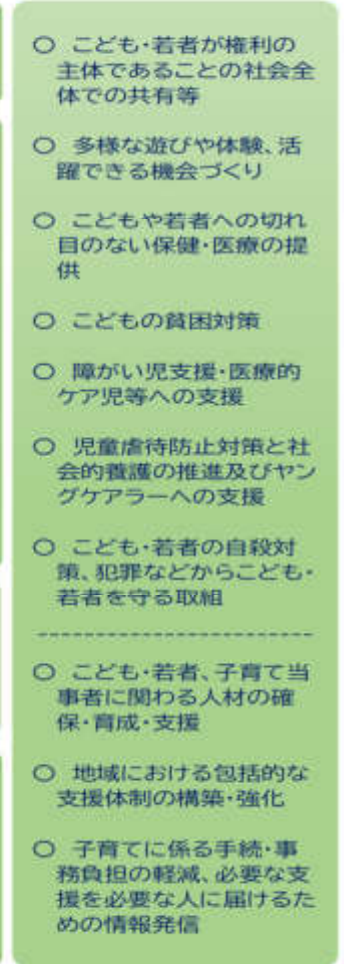 ○ こども・若者が権利の
主体であることの社会全
体での共有等
○ 多様な遊びや体験、活
躍できる機会づくり
○ こどもや若者への切れ
目のない保健・医療の提
供
○ こどもの貧困対策
○ 障がい児支援・医療的
ケア児等への支援
○ 児童虐待防止対策と社
会的養護の推進及びヤン
グケアラーへの支援
○ こども・若者の自殺対
策、犯罪などからこども・
若者を守る取組
○ こども・若者、子育て当
事者に関わる人材の確
保・育成・支援
○ 地域における包括的な
支援体制の構築・強化
○ 子育てに係る手続・事
務負担の軽減、必要な支
援を必要な人に届けるた
めの情報発信